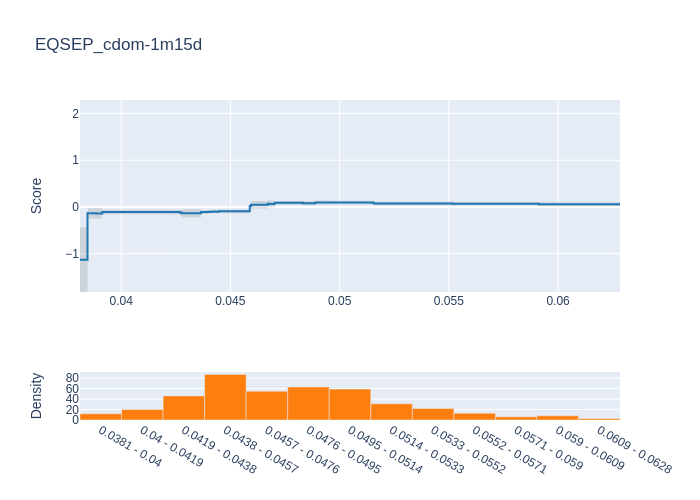 EQSEP_cdom-1m15d
Score
2
1
0
−1
0.04
0.045
0.05
0.055
0.06
Density
80
60
40
20
0
0.0381 - 0.04
0.04 - 0.0419
0.0419 - 0.0438
0.0438 - 0.0457
0.0457 - 0.0476
0.0476 - 0.0495
0.0495 - 0.0514
0.0514 - 0.0533
0.0533 - 0.0552
0.0552 - 0.0571
0.0571 - 0.059
0.059 - 0.0609
0.0609 - 0.0628